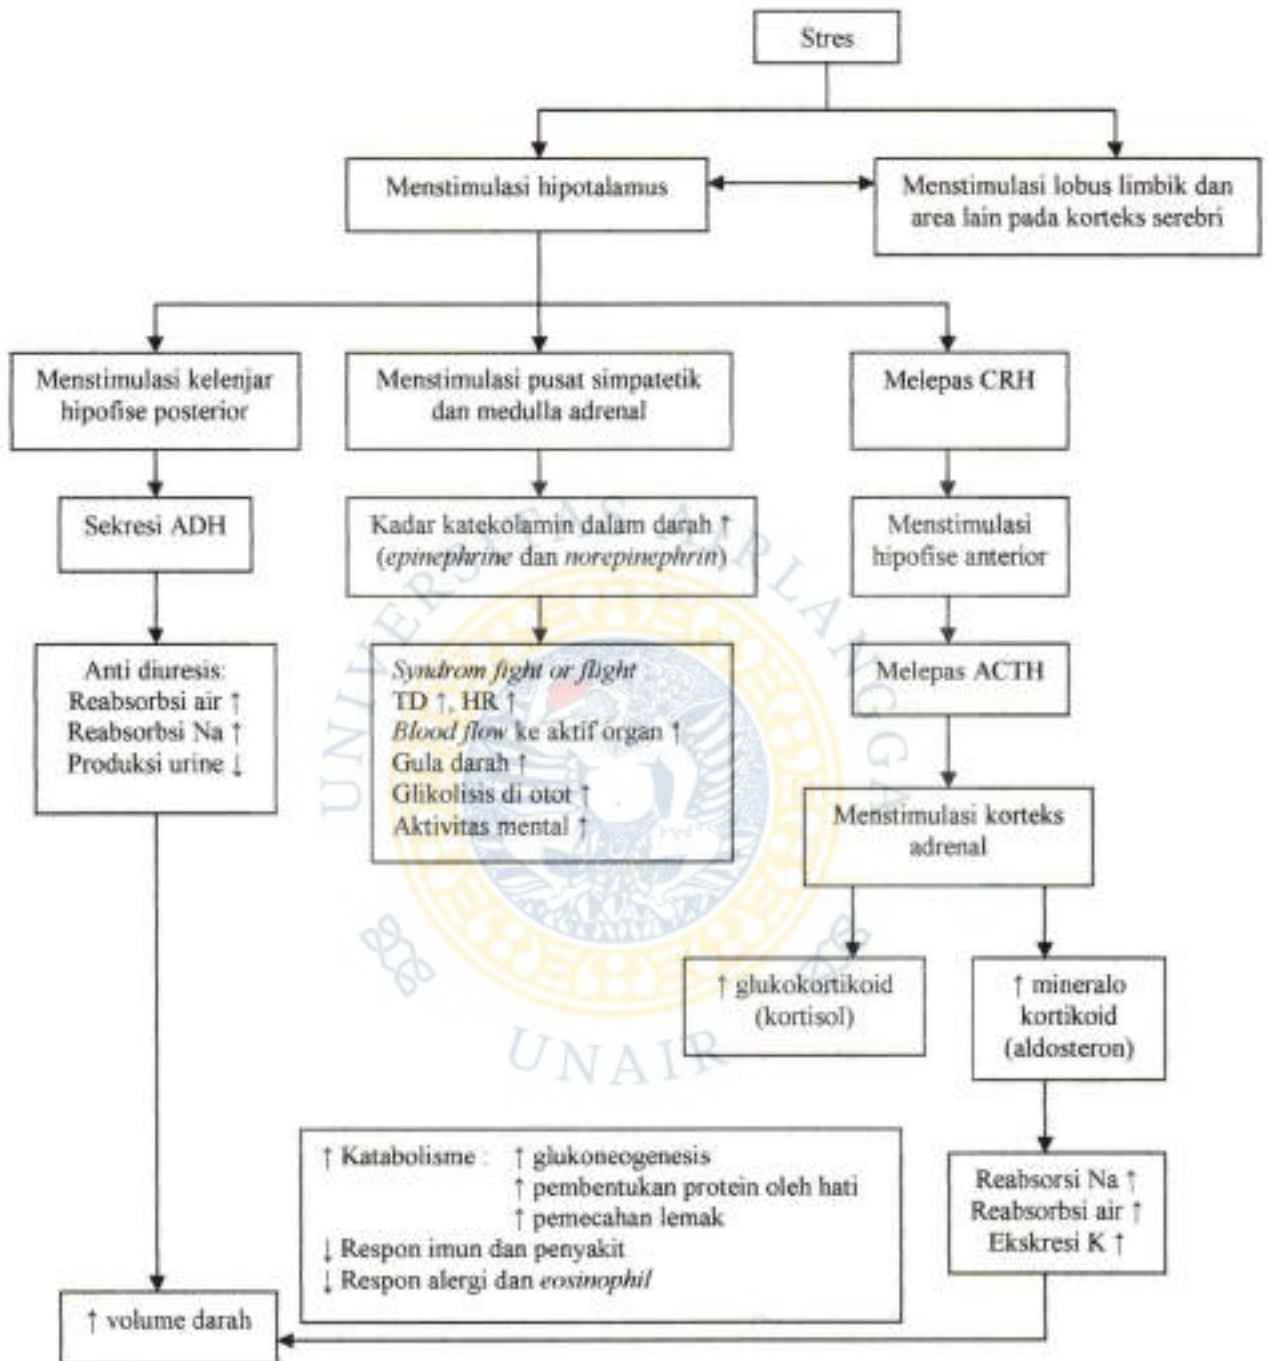 Stres
Menstimulasi hipotalamus
Menstimulasi lobus limbik dan
area lain pada korteks serebri
Menstimulasi kelenjar
hipofise posterior
Menstimulasi pusat simpatetik
dan medulla adrenal
Melepas CRH
Sekresi ADH
Kadar katekolamin dalam darah ↑
(epinephrine dan norepinephrin)
Menstimulasi
hipofise anterior
Anti diuresis:
Reabsorbsi air ↑
Reabsorbsi Na ↑
Produksi urine ↓
Syndrom fight or flight :
TD ↑, HR ↑
Blood flow ke aktif organ ↑
Gula darah ↑
Glikolisis di otot ↑
Aktivitas mental ↑
Melepas ACTH
Menstimulasi korteks
adrenal
↑ glukokortikoid
(kortisol)
↑ mineralo
kortikoid
(aldosteron)
↑ Katabolisme : ↑ glukoneogenesis
↑ pembentukan protein oleh hati
↑ pemecahan lemak
↓ Respon imun dan penyakit
↓ Respon alergi dan eosinophil
Reabsorsi Na ↑
Reabsorbsi air ↑
Ekskresi K ↑
↑ volume darah
UNIVERSITAS AIRLANGGA
UNAIR